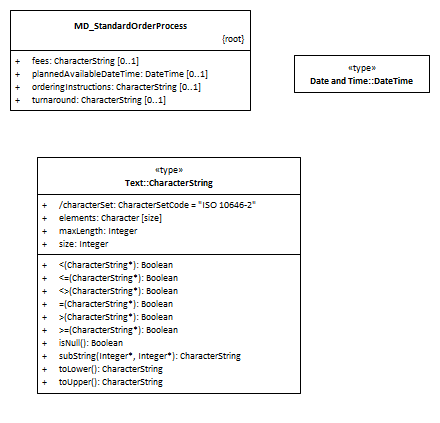 MD_StandardOrderProcess
{root}
+ fees: CharacterString [0..1]
+ plannedAvailableDateTime: DateTime [0..1]
+ orderingInstructions: CharacterString [0..1]
+ turnaround: CharacterString [0..1]
«type»
Date and Time::DateTime
«type»
Text::CharacterString
+ /characterSet: CharacterSetCode = "ISO 10646-2"
+ elements: Character [size]
+ maxLength: Integer
+ size: Integer
+ <(CharacterString*): Boolean
+ <=(CharacterString*): Boolean
+ <>(CharacterString*): Boolean
+ =(CharacterString*): Boolean
+ >(CharacterString*): Boolean
+ >=(CharacterString*): Boolean
+ isNull(): Boolean
+ subString(Integer*, Integer*): CharacterString
+ toLower(): CharacterString
+ toUpper(): CharacterString